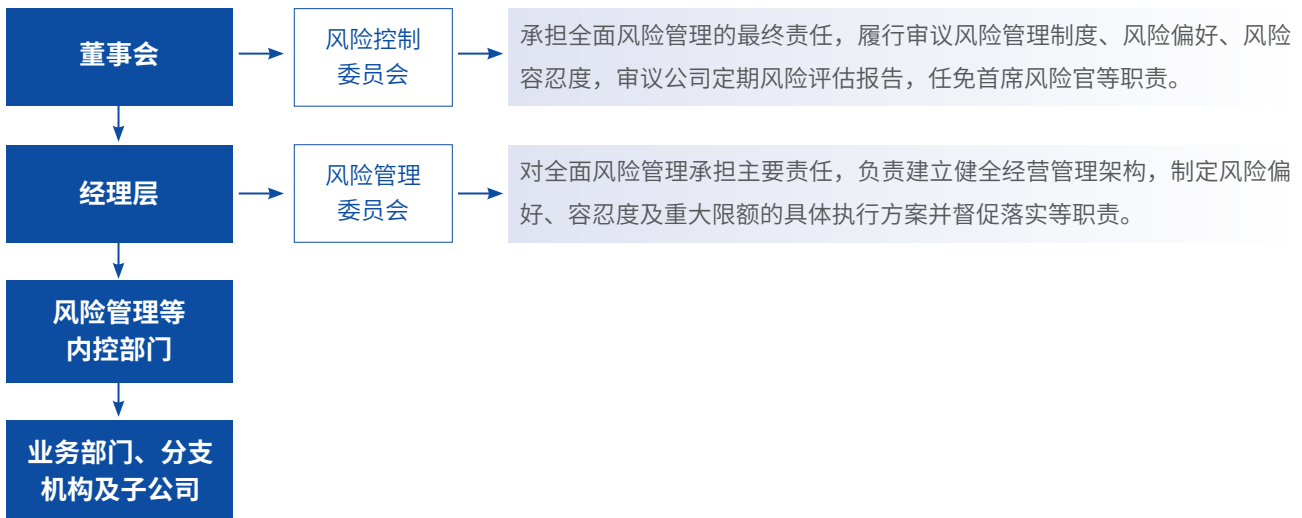 董事会
风险控制
委员会
承担全面风险管理的最终责任，履行审议风险管理制度、风险偏好、风险
容忍度，审议公司定期风险评估报告，任免首席风险官等职责。
经理层
风险管理
委员会
对全面风险管理承担主要责任，负责建立健全经营管理架构，制定风险偏
好、容忍度及重大限额的具体执行方案并督促落实等职责。
风险管理等
内控部门
业务部门、分支
机构及子公司